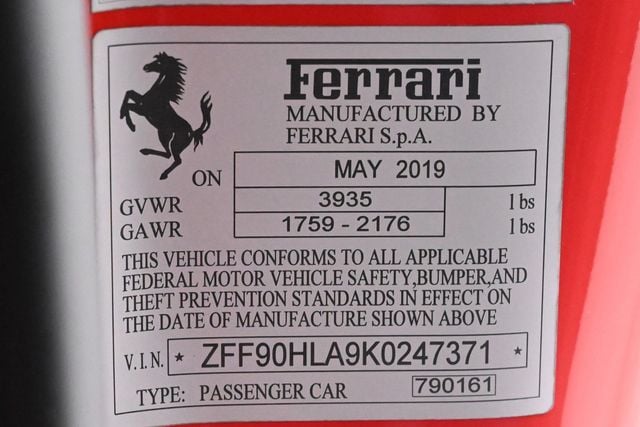 Ferrari
MANUFACTURED BY
FERRARI S.p.A.
ON MAY 2019
GVWR 3935 lbs
GAWR 1759 - 2176 lbs
THIS VEHICLE CONFORMS TO ALL APPLICABLE
FEDERAL MOTOR VEHICLE SAFETY,BUMPER,AND
THEFT PREVENTION STANDARDS IN EFFECT ON
THE DATE OF MANUFACTURE SHOWN ABOVE
V.I.N. * ZFF90HLA9K0247371 *
TYPE: PASSENGER CAR 790161